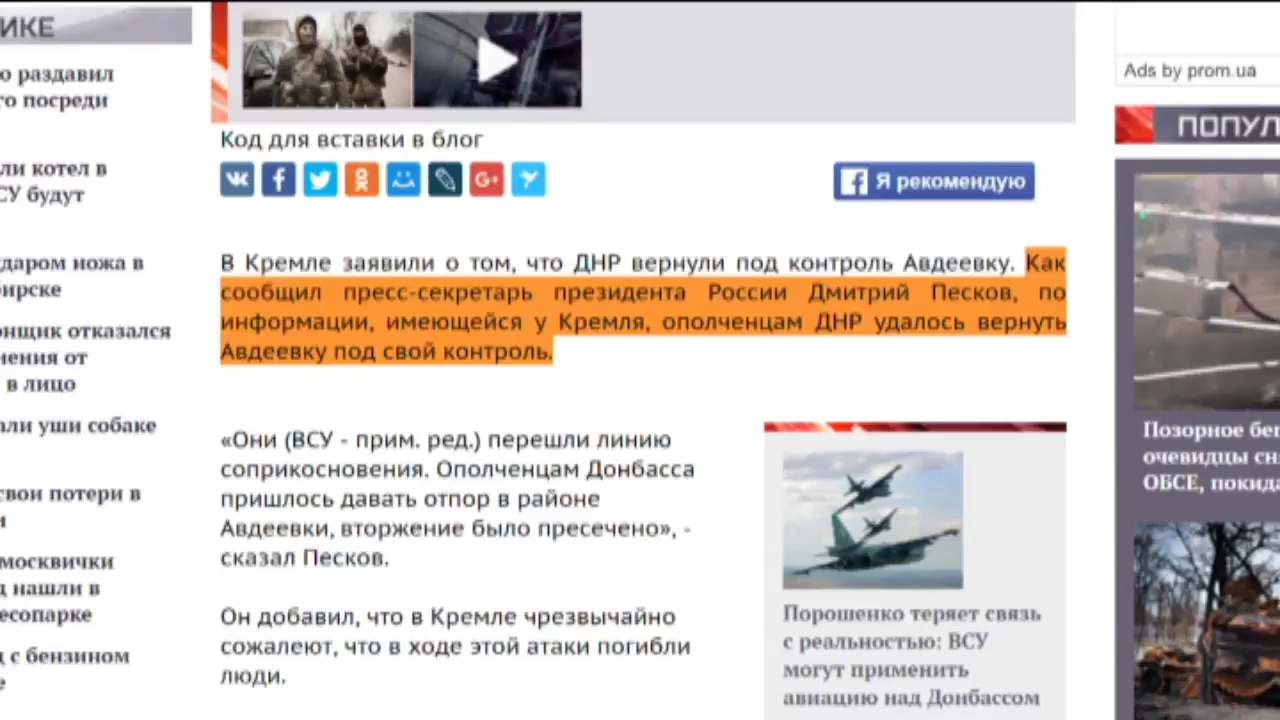 ИКЕ
о раздавил
го посреди
ли котел в
СУ будут
даром ножа в
ирске
нщик отказался
нения от
в лицо
али уши собаке
свои потери в
и
москвички
д нашли в
есопарке
д с бензином
е
Код для вставки в блог
Я рекомендую
В Кремле заявили о том, что ДНР вернули под контроль Авдеевку. Как
сообщил пресс-секретарь президента России Дмитрий Песков, по
информации, имеющейся у Кремля, ополченцам ДНР удалось вернуть
Авдеевку под свой контроль.
«Они (ВСУ - прим. ред.) перешли линию
соприкосновения. Ополченцам Донбасса
пришлось давать отпор в районе
Авдеевки, вторжение было пресечено», -
сказал Песков.
Он добавил, что в Кремле чрезвычайно
сожалеют, что в ходе этой атаки погибли
люди.
Порошенко теряет связь
с реальностью: ВСУ
могут применить
авиацию над Донбассом
Ads by prom.ua
ПОПУЛ
Позорное бег
очевидцы сн
ОБСЕ, покида